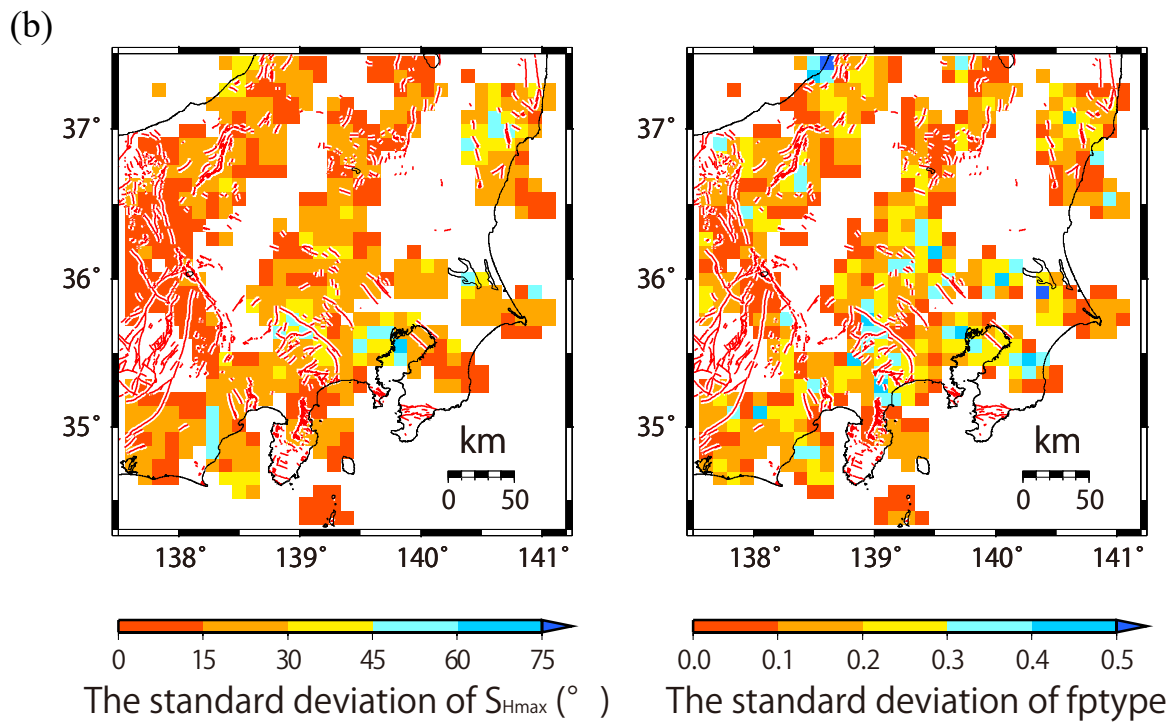 (b)
37°
36°
35°
km
0 50
138° 139° 140° 141°
0 15 30 45 60 75
The standard deviation of SHmax (° )
km
0 50
138° 139° 140° 141°
0.0 0.1 0.2 0.3 0.4 0.5
The standard deviation of fptype
37°
36°
35°